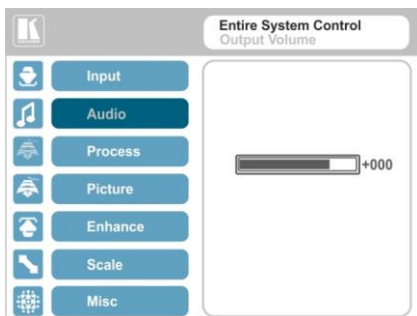 Entire System Control
Output Volume
Input
Audio
Process
Picture
Enhance
Scale
Misc
+000